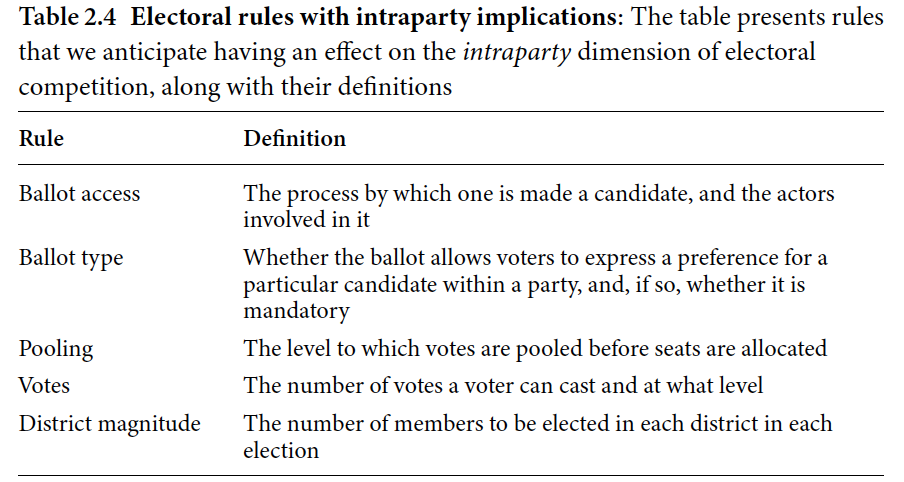 Table 2.4 Electoral rules with intraparty implications: The table presents rules
that we anticipate having an effect on the intraparty dimension of electoral
competition, along with their definitions
Rule Definition
Ballot access The process by which one is made a candidate, and the actors
involved in it
Ballot type Whether the ballot allows voters to express a preference for a
particular candidate within a party, and, if so, whether it is
mandatory
Pooling The level to which votes are pooled before seats are allocated
Votes The number of votes a voter can cast and at what level
District magnitude The number of members to be elected in each district in each
election